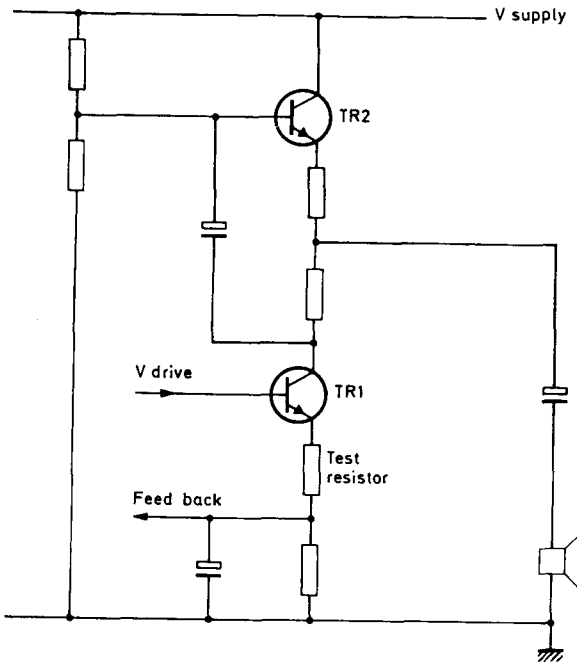 V supply
TR2
V drive
TR1
Test
resistor
Feed back